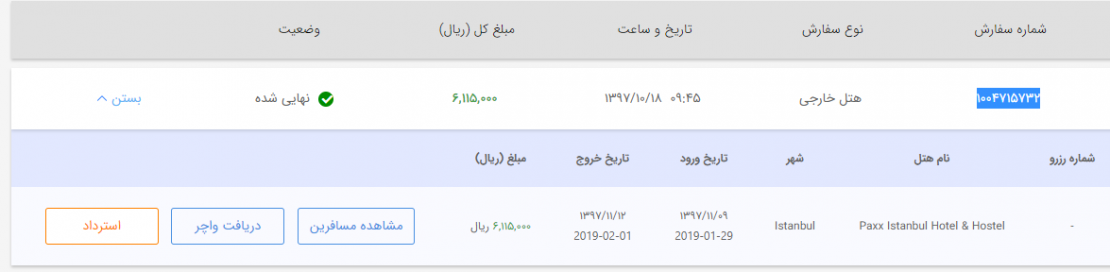 شماره سفارش نوع سفارش تاریخ و ساعت مبلغ کل (ریال) وضعیت
۱۰۰۴۷۱۵۷۳۲ هتل خارجی ۱۳۹۷/۱۰/۱۸ ۰۹:۴۵ ۶,۱۱۵,۰۰۰ نهایی شده بستن
شماره رزرو نام هتل شهر تاریخ ورود تاریخ خروج مبلغ (ریال)
- Paxx Istanbul Hotel & Hostel Istanbul ۱۳۹۷/۱۱/۰۹ ۱۳۹۷/۱۱/۱۲ ۶,۱۱۵,۰۰۰ ریال مشاهده مسافرین دریافت واچر استرداد
2019-01-29 2019-02-01